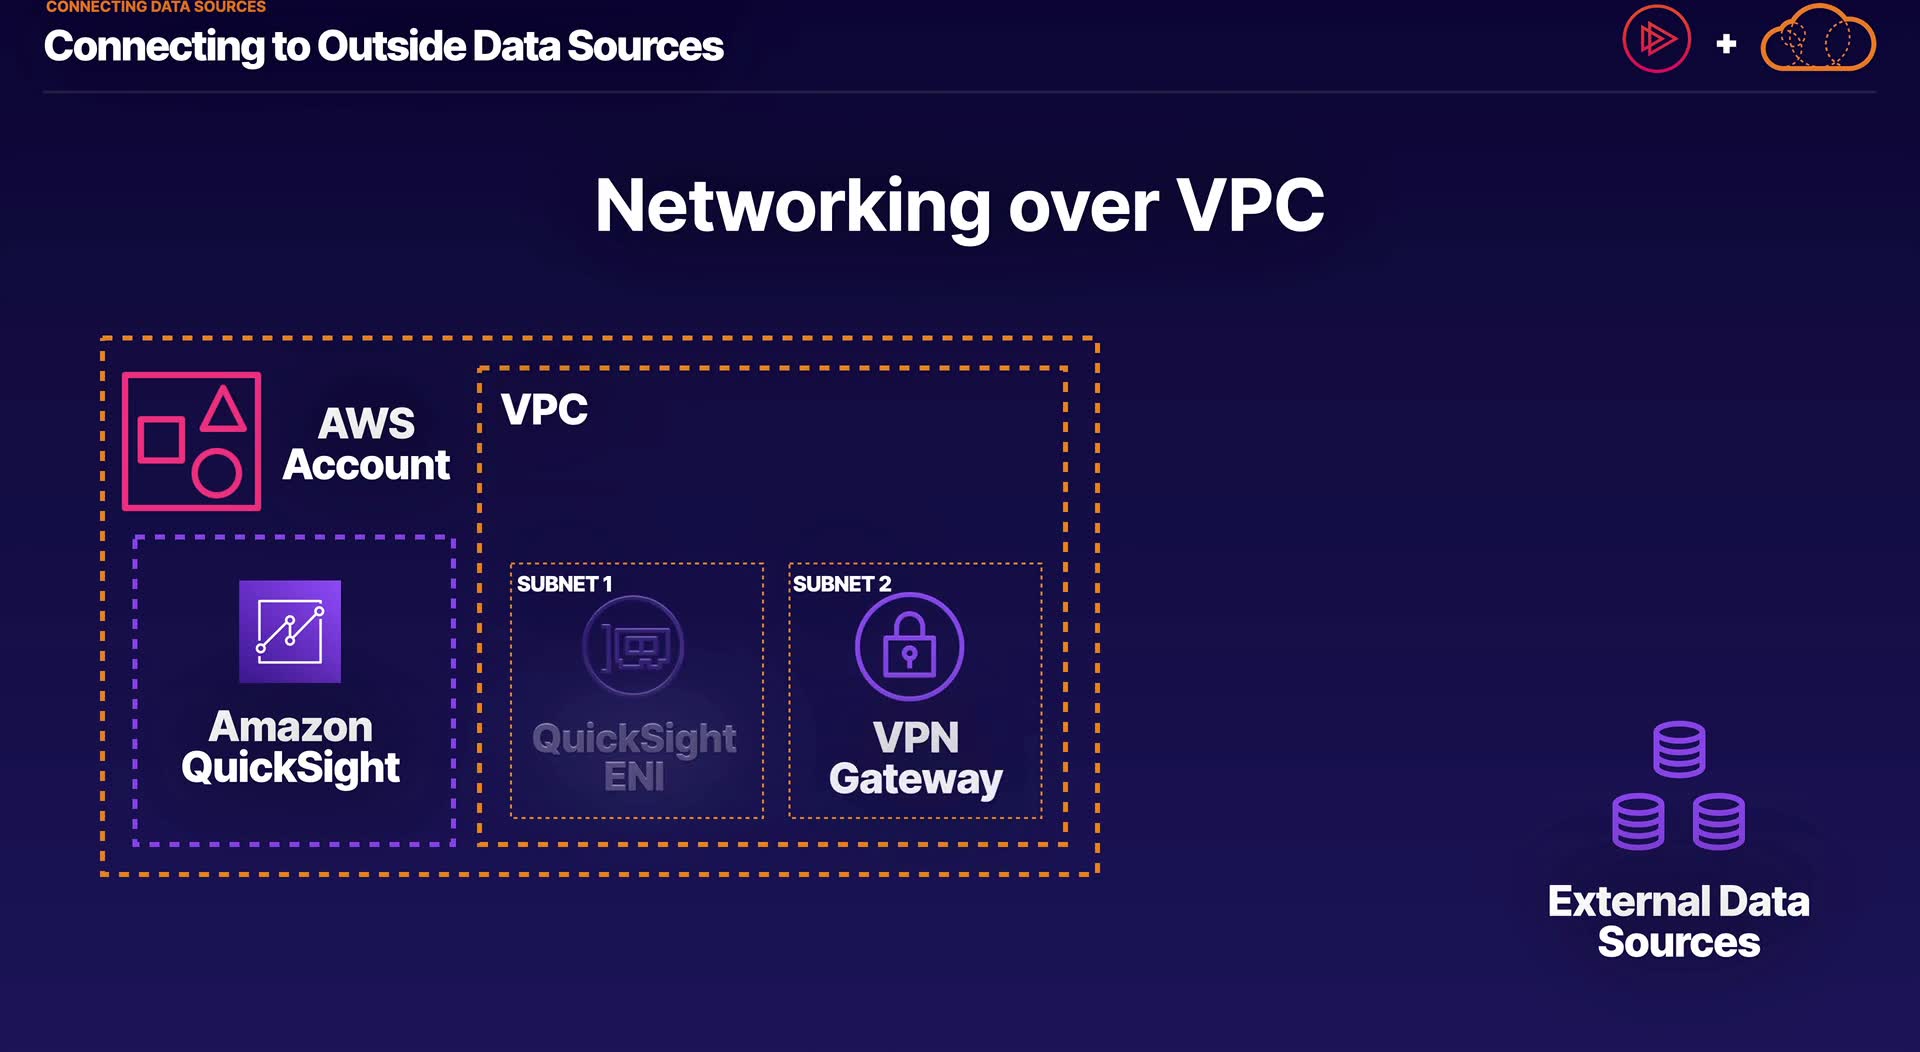 CONNECTING DATA SOURCES
Connecting to Outside Data Sources
+
Networking over VPC
AWS
Account
VPC
SUBNET 1
SUBNET 2
Amazon
QuickSight
QuickSight
ENI
VPN
Gateway
External Data
Sources